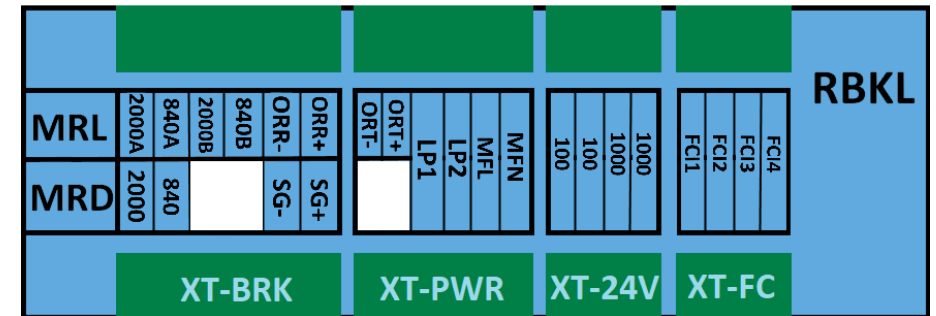 RBKL
MRL 2000A 840A 2000B 840B ORR- ORR+ ORT- ORT+ LP1 LP2 MFL MFN 100 100 1000 1000 FCI1 FCI2 FCI3 FCI4
MRD 2000 840 SG- SG+
XT-BRK XT-PWR XT-24V XT-FC